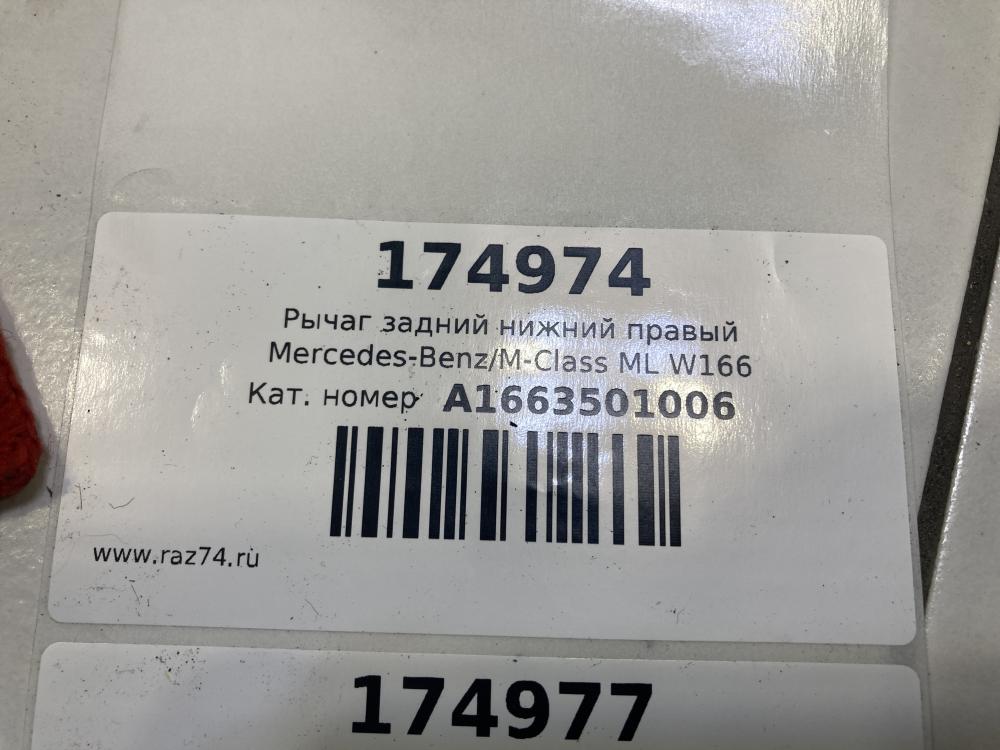 174974
Рычаг задний нижний правый
Mercedes-Benz/M-Class ML W166
Кат. номер A1663501006
www.raz74.ru
174977